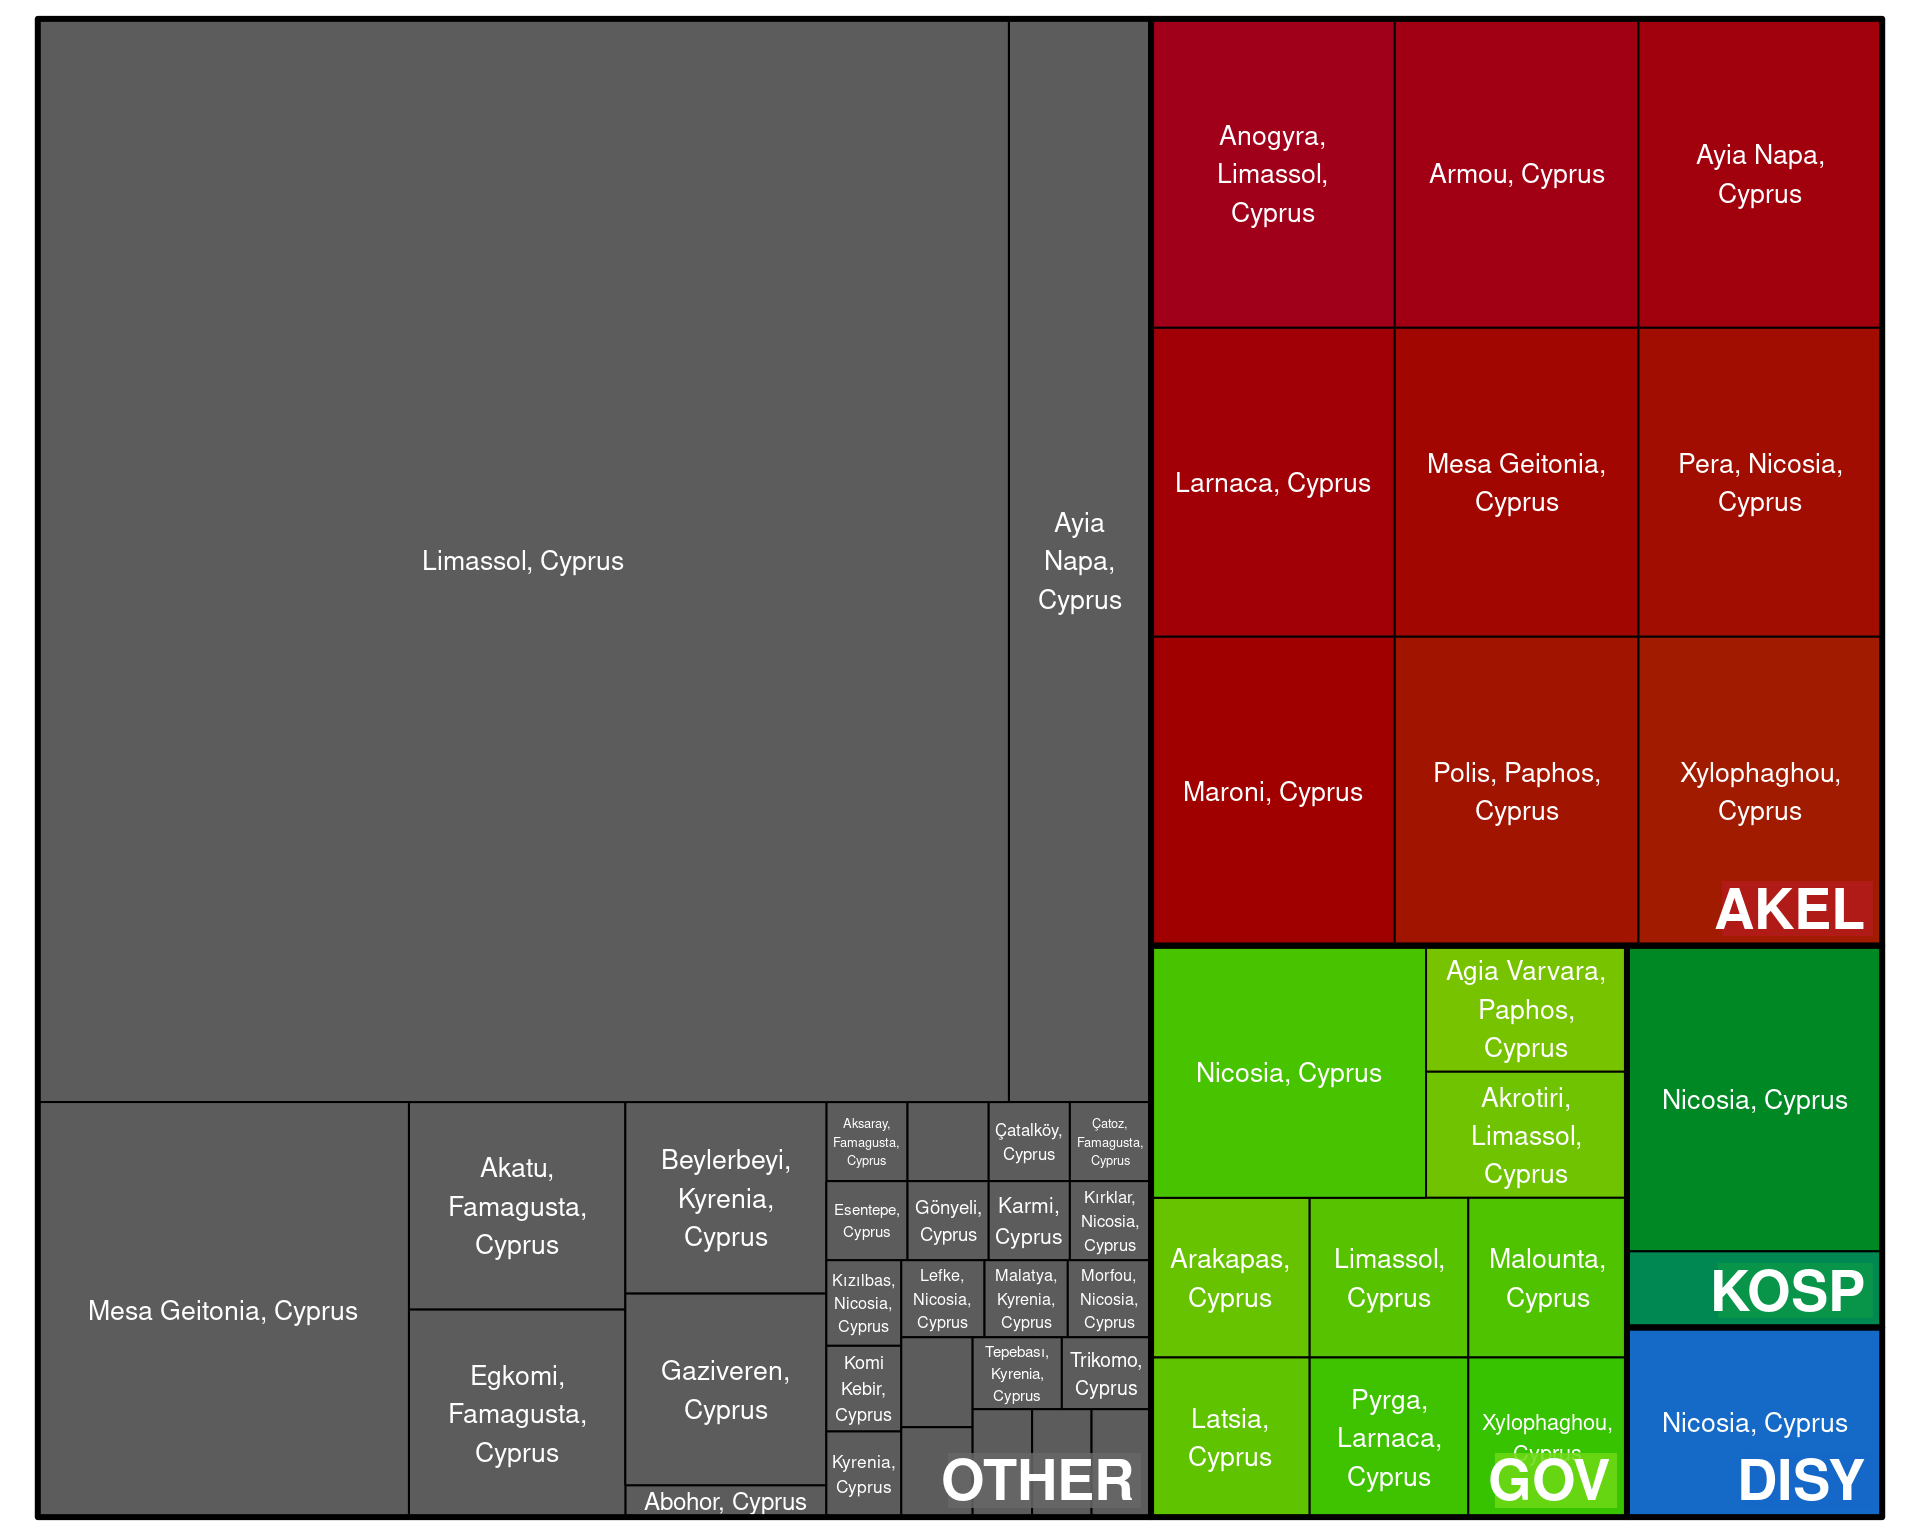 Limassol, Cyprus
Ayia
Napa,
Cyprus
Mesa Geitonia, Cyprus
Akatu,
Famagusta,
Cyprus
Egkomi,
Famagusta,
Cyprus
Beylerbeyi,
Kyrenia,
Cyprus
Gaziveren,
Cyprus
Abohor, Cyprus
Aksaray,
Famagusta,
Cyprus
Çatalköy,
Cyprus
Çatoz,
Famagusta,
Cyprus
Esentepe,
Cyprus
Gönyeli,
Cyprus
Karmi,
Cyprus
Kırklar,
Nicosia,
Cyprus
Kızılbas,
Nicosia,
Cyprus
Lefke,
Nicosia,
Cyprus
Malatya,
Kyrenia,
Cyprus
Morfou,
Nicosia,
Cyprus
Komi
Kebir,
Cyprus
Tepebası,
Kyrenia,
Cyprus
Trikomo,
Cyprus
Kyrenia,
Cyprus
OTHER
Anogyra,
Limassol,
Cyprus
Armou, Cyprus
Ayia Napa,
Cyprus
Larnaca, Cyprus
Mesa Geitonia,
Cyprus
Pera, Nicosia,
Cyprus
Maroni, Cyprus
Polis, Paphos,
Cyprus
Xylophaghou,
Cyprus
AKEL
Nicosia, Cyprus
Agia Varvara,
Paphos,
Cyprus
Akrotiri,
Limassol,
Cyprus
Arakapas,
Cyprus
Limassol,
Cyprus
Malounta,
Cyprus
Latsia,
Cyprus
Pyrga,
Larnaca,
Cyprus
Xylophaghou,
Cyprus
GOV
Nicosia, Cyprus
KOSP
Nicosia, Cyprus
DISY